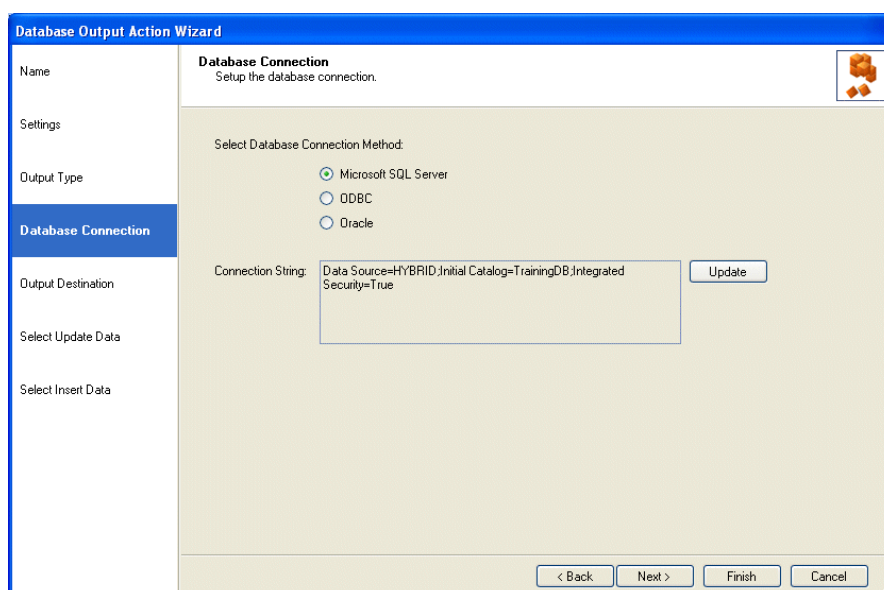 Database Output Action Wizard
Name
Settings
Output Type
Database Connection
Output Destination
Select Update Data
Select Insert Data
Database Connection
Setup the database connection.
Select Database Connection Method:
Microsoft SQL Server
ODBC
Oracle
Connection String:
Data Source=HYBRID;Initial Catalog=TrainingDB;Integrated
Security=True
Update
< Back
Next >
Finish
Cancel